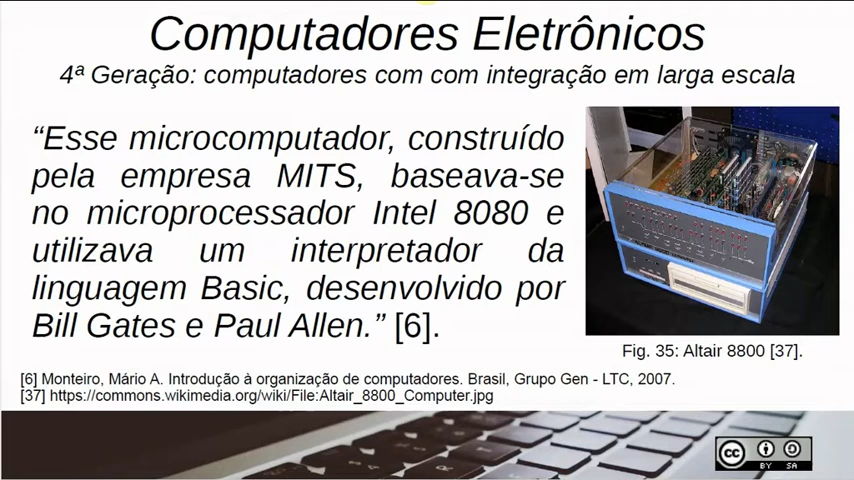 Computadores Eletrônicos
4ª Geração: computadores com com integração em larga escala
“Esse microcomputador, construído
pela empresa MITS, baseava-se
no microprocessador Intel 8080 e
utilizava um interpretador da
linguagem Basic, desenvolvido por
Bill Gates e Paul Allen.” [6].
Fig. 35: Altair 8800 [37].
[6] Monteiro, Mário A. Introdução à organização de computadores. Brasil, Grupo Gen - LTC, 2007.
[37] https://commons.wikimedia.org/wiki/File:Altair_8800_Computer.jpg
cc
BY SA